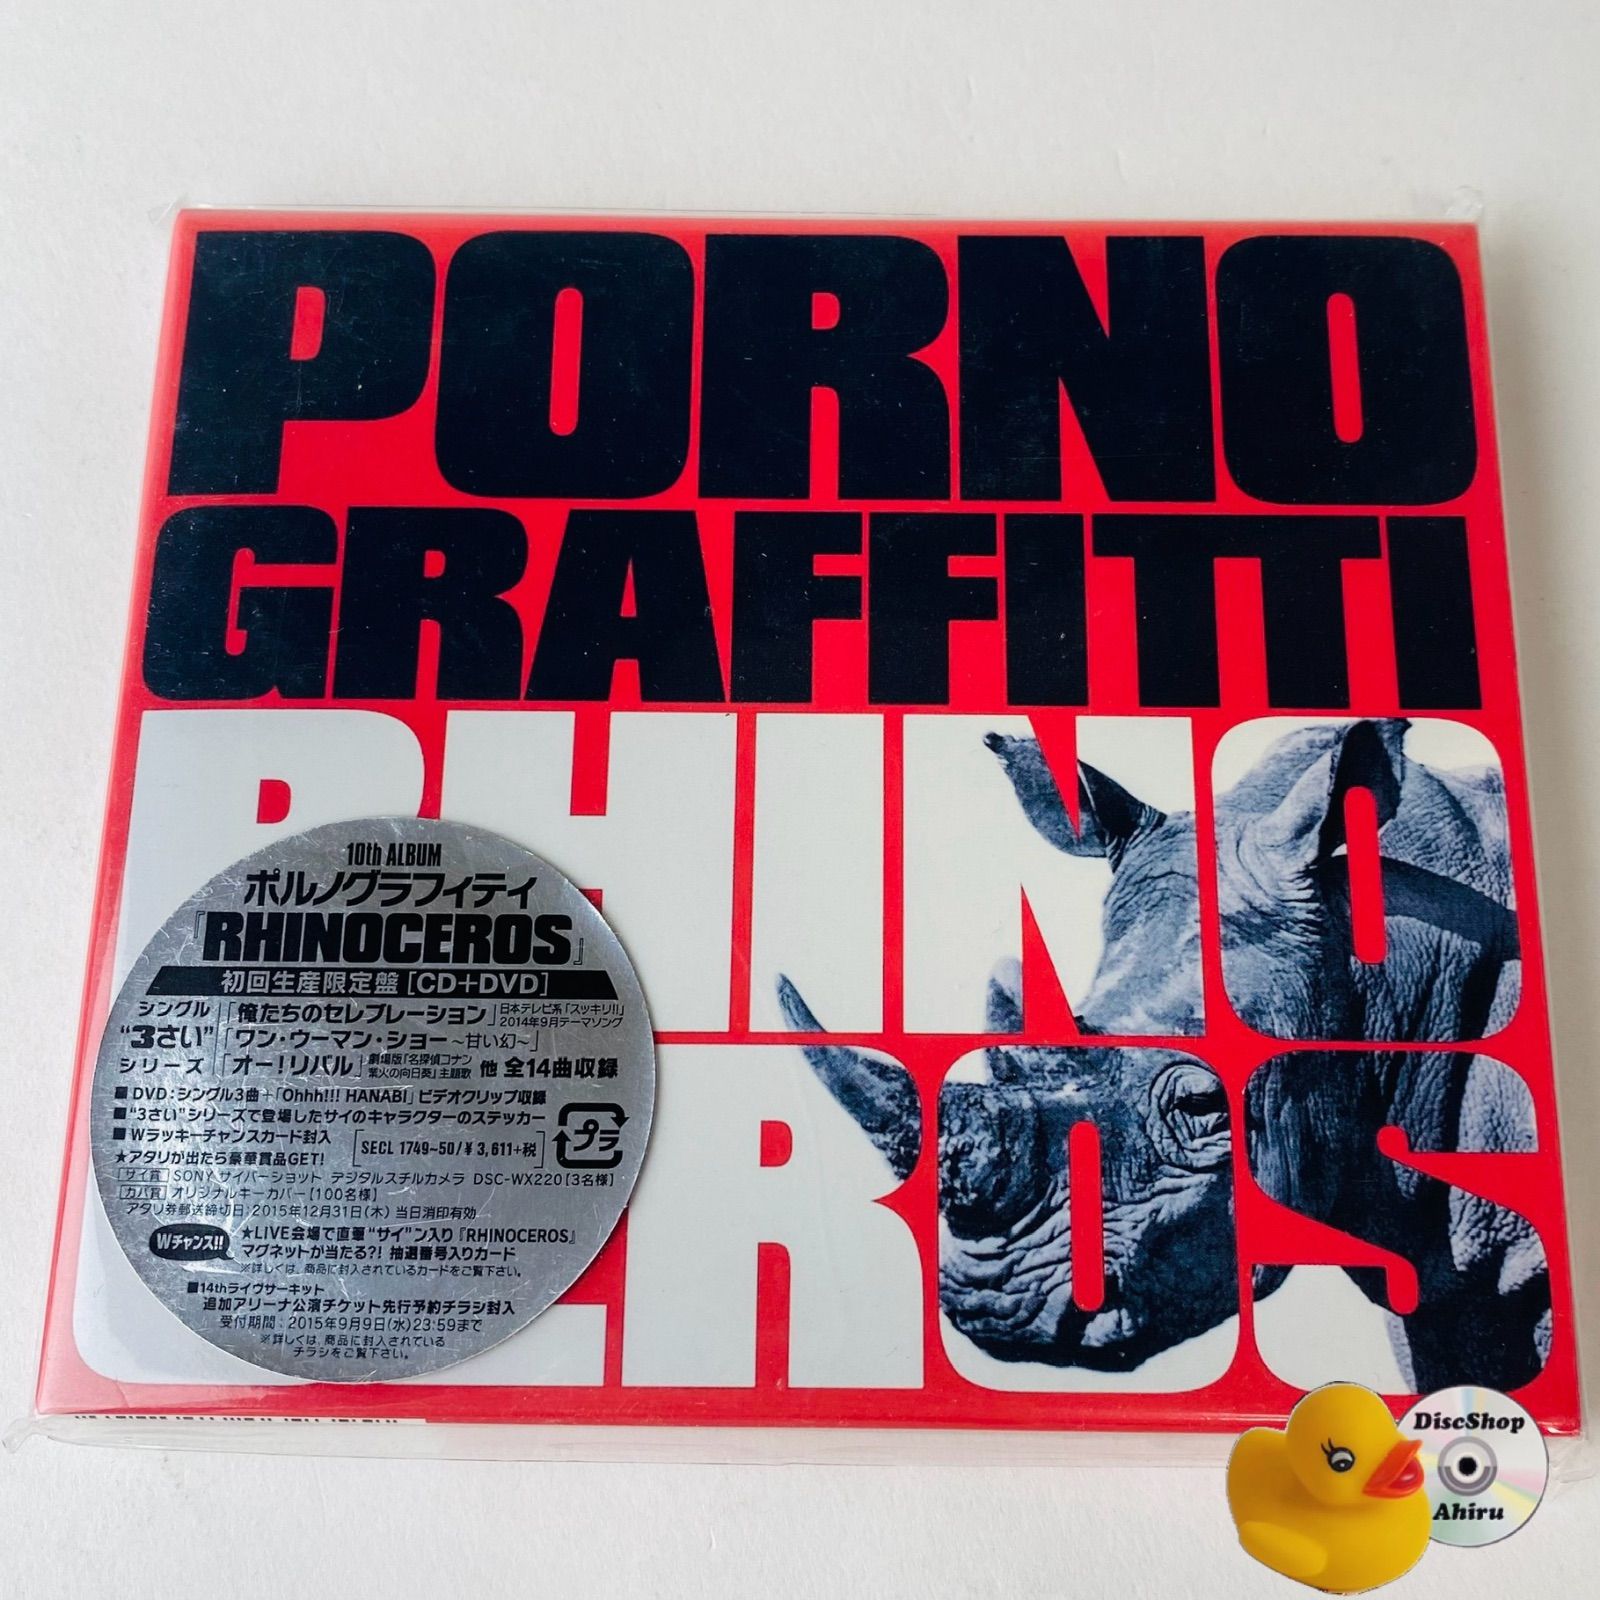 PORNO
GRAFFITTI
RHINO
CEROS
10th ALBUM
ポルノグラフィティ
『RHINOCEROS』
初回生産限定盤[CD+DVD]
シングル
"3さい"
シリーズ
「俺たちのセレブレーション」日本テレビ系「スッキリ!!」2014年9月テーマソング
「ワン・ウーマン・ショー 〜甘い幻〜」
「オー!リバル」劇場版「名探偵コナン 業火の向日葵」主題歌 他 全14曲収録
■DVD:シングル3曲+「Ohhh!!! HANABI」ビデオクリップ収録
■"3さい"シリーズで登場したサイのキャラクターのステッカー
■Wラッキーチャンスカード封入
SECL 1749~50/¥3,611+税
プラ
★アタリが出たら豪華賞品GET!
サイ賞 SONY サイバーショット デジタルスチルカメラ DSC-WX220【3名様】
カバ賞 オリジナルキーカバー【100名様】
アタリ券郵送締切日:2015年12月31日(木)当日消印有効
Wチャンス!!
★LIVE会場で直筆"サイ"ン入り『RHINOCEROS』
マグネットが当たる?! 抽選番号入りカード
※詳しくは、商品に封入されているカードをご覧下さい。
■14thライヴサーキット
追加アリーナ公演チケット先行予約チラシ封入
受付期間:2015年9月9日(水)23:59まで
※詳しくは、商品に封入されている
チラシをご覧下さい。
DiscShop
Ahiru